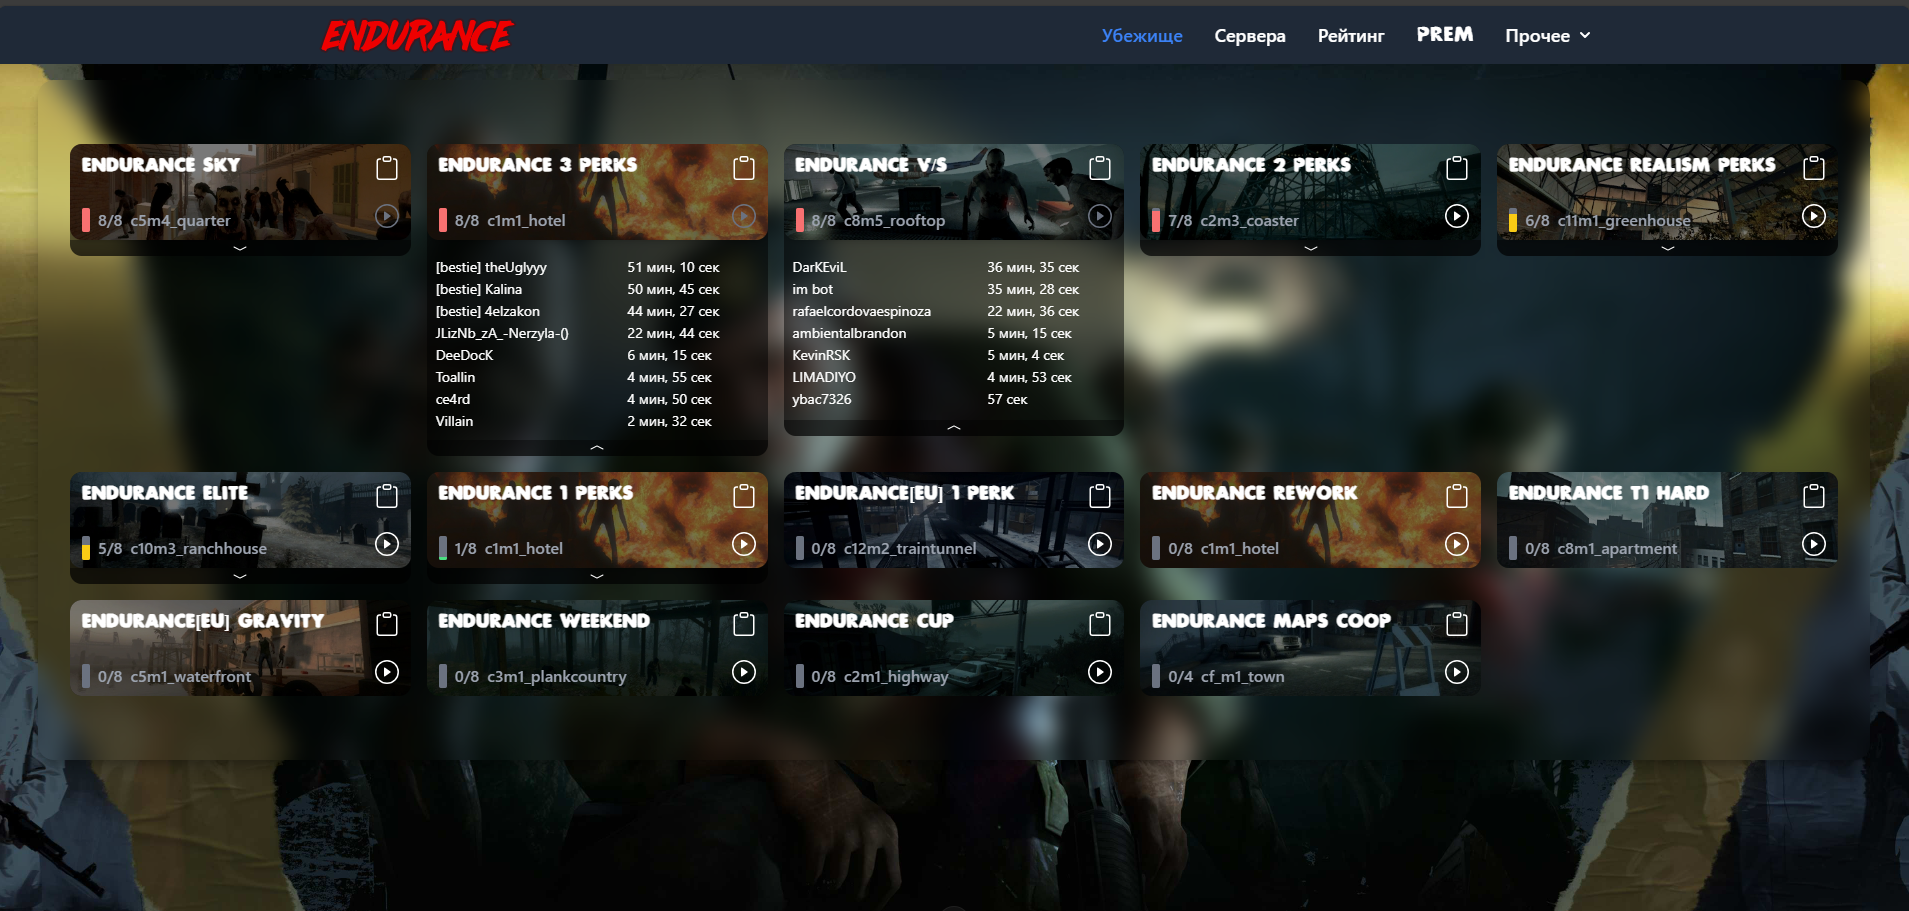 ENDURANCE
Убежище Сервера Рейтинг PREM Прочее
ENDURANCE SKY
8/8 c5m4_quarter
ENDURANCE 3 PERKS
8/8 c1m1_hotel
[bestie] theUglyyy 51 мин, 10 сек
[bestie] Kalina 50 мин, 45 сек
[bestie] 4elzakon 44 мин, 27 сек
JLizNb_zA_-Nerzyla-() 22 мин, 44 сек
DeeDocK 6 мин, 15 сек
Toallin 4 мин, 55 сек
ce4rd 4 мин, 50 сек
Villain 2 мин, 32 сек
ENDURANCE V/S
8/8 c8m5_rooftop
DarKEviL 36 мин, 35 сек
im bot 35 мин, 28 сек
rafaelcordovaespinoza 22 мин, 36 сек
ambientalbrandon 5 мин, 15 сек
KevinRSK 5 мин, 4 сек
LIMADIYO 4 мин, 53 сек
ybac7326 57 сек
ENDURANCE 2 PERKS
7/8 c2m3_coaster
ENDURANCE REALISM PERKS
6/8 c11m1_greenhouse
ENDURANCE ELITE
5/8 c10m3_ranchhouse
ENDURANCE 1 PERKS
1/8 c1m1_hotel
ENDURANCE[EU] 1 PERK
0/8 c12m2_traintunnel
ENDURANCE REWORK
0/8 c1m1_hotel
ENDURANCE T1 HARD
0/8 c8m1_apartment
ENDURANCE[EU] GRAVITY
0/8 c5m1_waterfront
ENDURANCE WEEKEND
0/8 c3m1_plankcountry
ENDURANCE CUP
0/8 c2m1_highway
ENDURANCE MAPS COOP
0/4 cf_m1_town